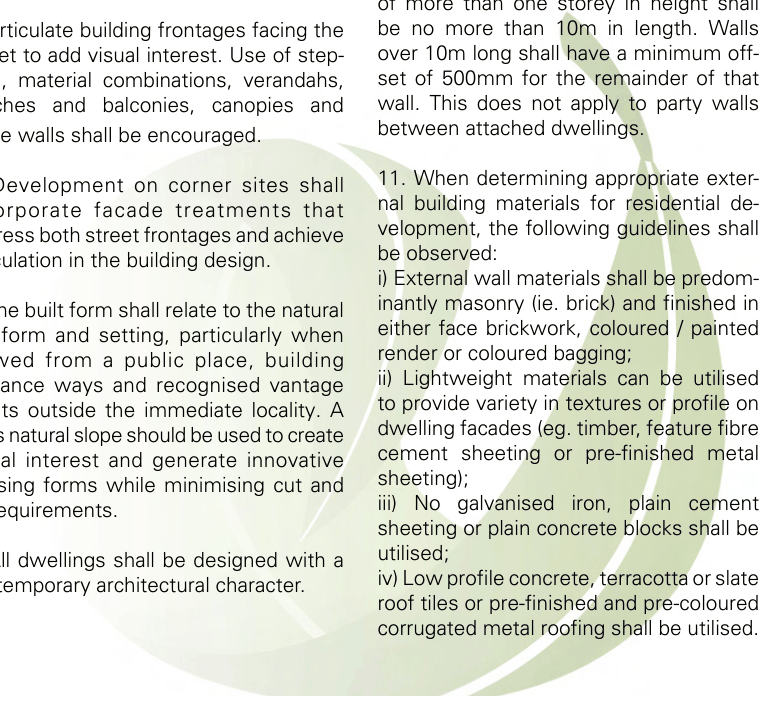 rticulate building frontages facing the
et to add visual interest. Use of step-
, material combinations, verandahs,
ches and balconies, canopies and
e walls shall be encouraged.
Development on corner sites shall
orporate facade treatments that
ress both street frontages and achieve
culation in the building design.
he built form shall relate to the natural
form and setting, particularly when
wed from a public place, building
ance ways and recognised vantage
ts outside the immediate locality. A
s natural slope should be used to create
al interest and generate innovative
sing forms while minimising cut and
equirements.
ll dwellings shall be designed with a
temporary architectural character.
of more than one storey in height shall
be no more than 10m in length. Walls
over 10m long shall have a minimum off-
set of 500mm for the remainder of that
wall. This does not apply to party walls
between attached dwellings.
11. When determining appropriate exter-
nal building materials for residential de-
velopment, the following guidelines shall
be observed:
i) External wall materials shall be predom-
inantly masonry (ie. brick) and finished in
either face brickwork, coloured / painted
render or coloured bagging;
ii) Lightweight materials can be utilised
to provide variety in textures or profile on
dwelling facades (eg. timber, feature fibre
cement sheeting or pre-finished metal
sheeting);
iii) No galvanised iron, plain cement
sheeting or plain concrete blocks shall be
utilised;
iv) Low profile concrete, terracotta or slate
roof tiles or pre-finished and pre-coloured
corrugated metal roofing shall be utilised.